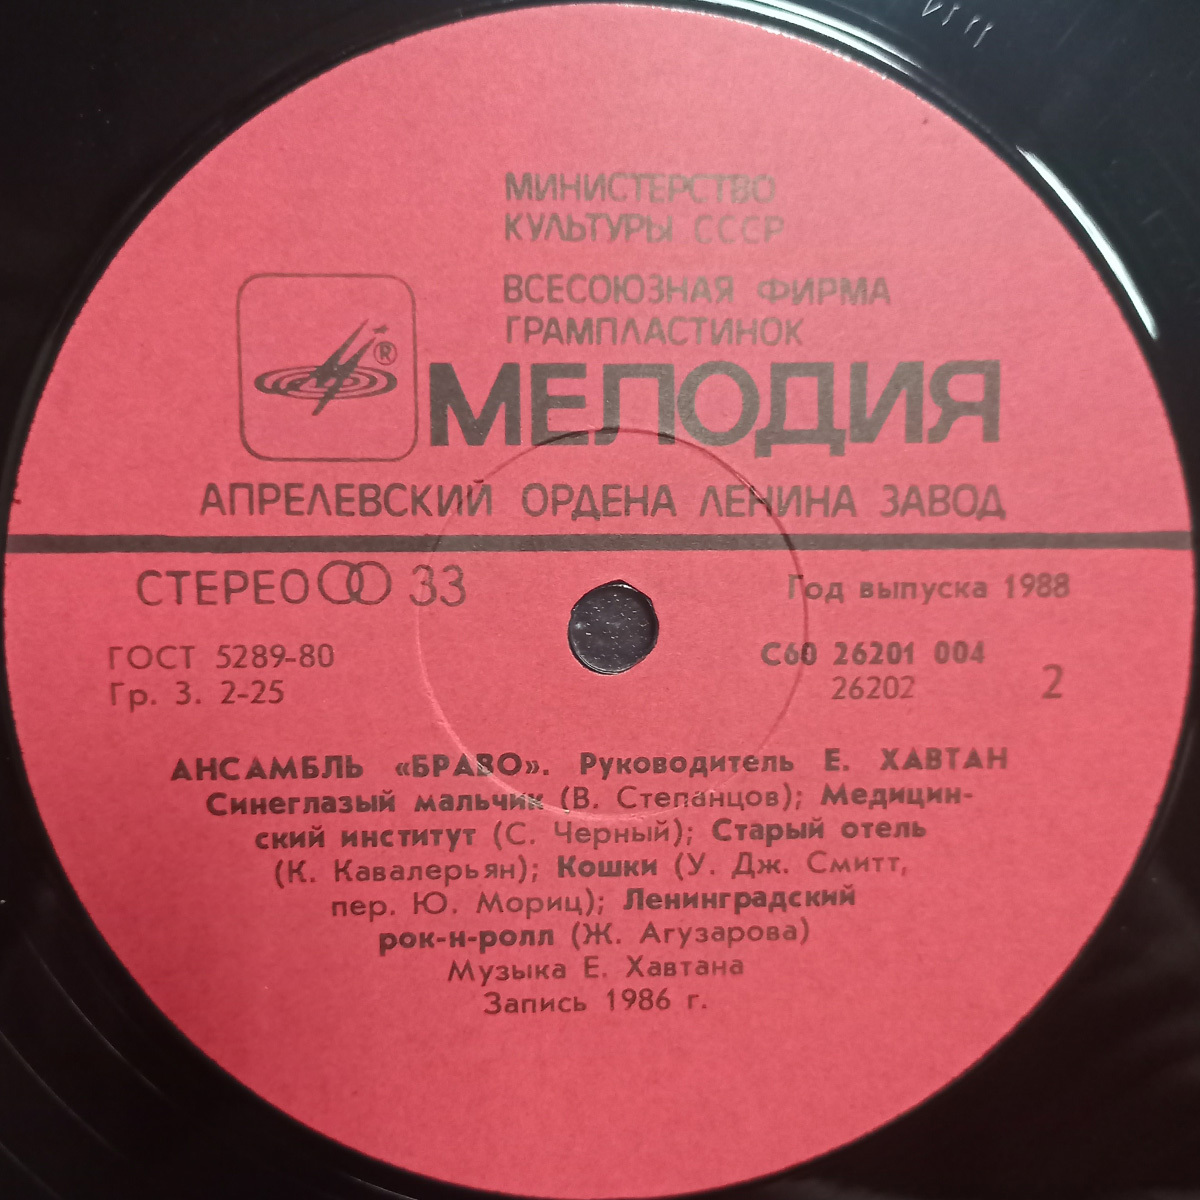 МИНИСТЕРСТВО
КУЛЬТУРЫ СССР
ВСЕСОЮЗНАЯ ФИРМА
ГРАМПЛАСТИНОК
®
МЕЛОДИЯ
АПРЕЛЕВСКИЙ ОРДЕНА ЛЕНИНА ЗАВОД
СТЕРЕО 33
Год выпуска 1988
ГОСТ 5289-80
Гр. 3. 2-25
С60 26201 004
26202
2
АНСАМБЛЬ «БРАВО». Руководитель Е. ХАВТАН
Синеглазый мальчик (В. Степанцов); Медицин-
ский институт (С. Черный); Старый отель
(К. Кавалерьян); Кошки (У. Дж. Смитт,
пер. Ю. Мориц); Ленинградский
рок-н-ролл (Ж. Агузарова)
Музыка Е. Хавтана
Запись 1986 г.